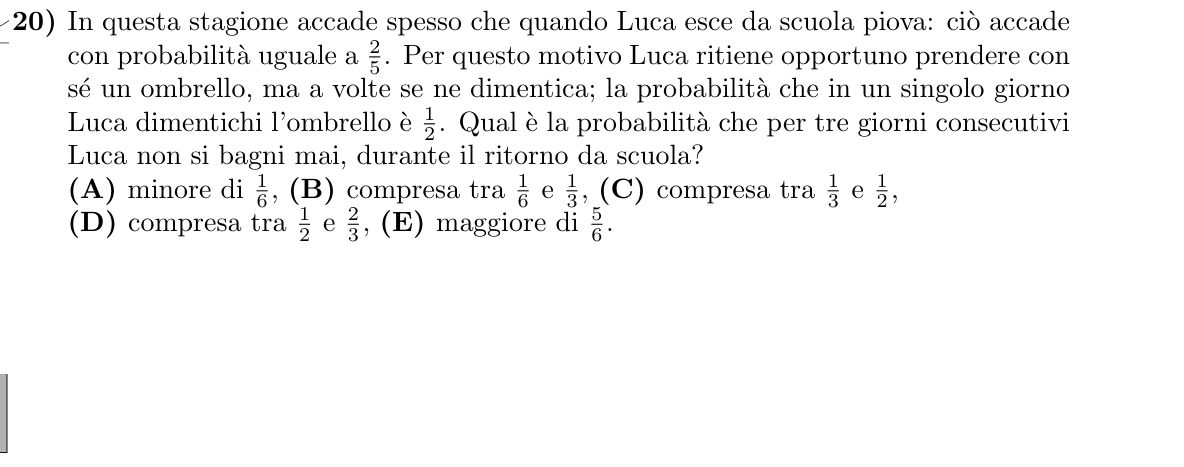 20) In questa stagione accade spesso che quando Luca esce da scuola piova: ciò accade
con probabilità uguale a 2/5. Per questo motivo Luca ritiene opportuno prendere con
sé un ombrello, ma a volte se ne dimentica; la probabilità che in un singolo giorno
Luca dimentichi l'ombrello è 1/2. Qual è la probabilità che per tre giorni consecutivi
Luca non si bagni mai, durante il ritorno da scuola?
(A) minore di 1/6, (B) compresa tra 1/6 e 1/3, (C) compresa tra 1/3 e 1/2,
(D) compresa tra 1/2 e 2/3, (E) maggiore di 5/6.